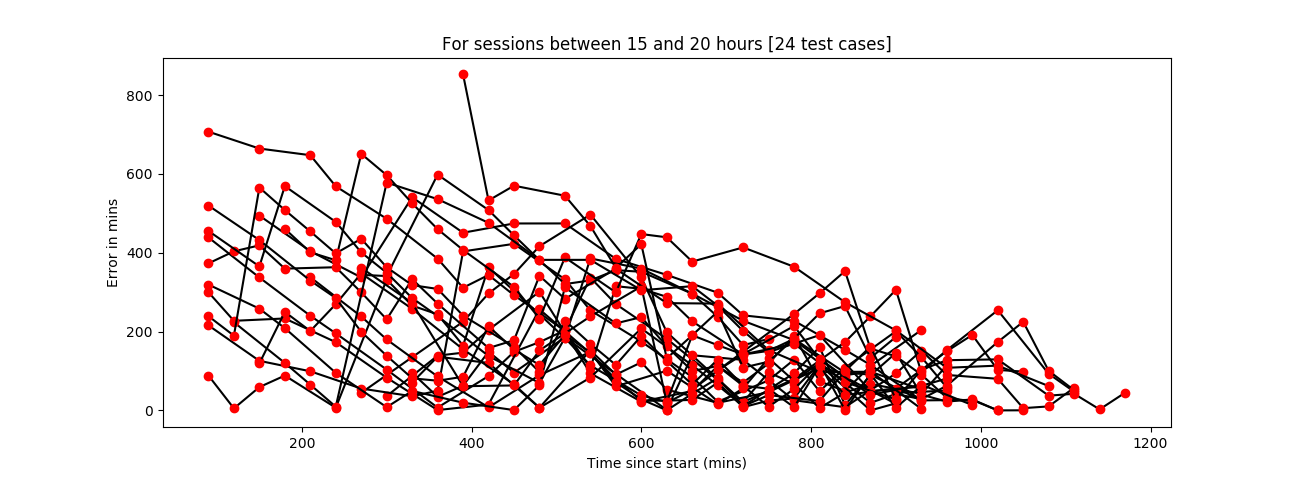 For sessions between 15 and 20 hours [24 test cases]
Error in mins
800
600
400
200
0
200 400 600 800 1000 1200
Time since start (mins)